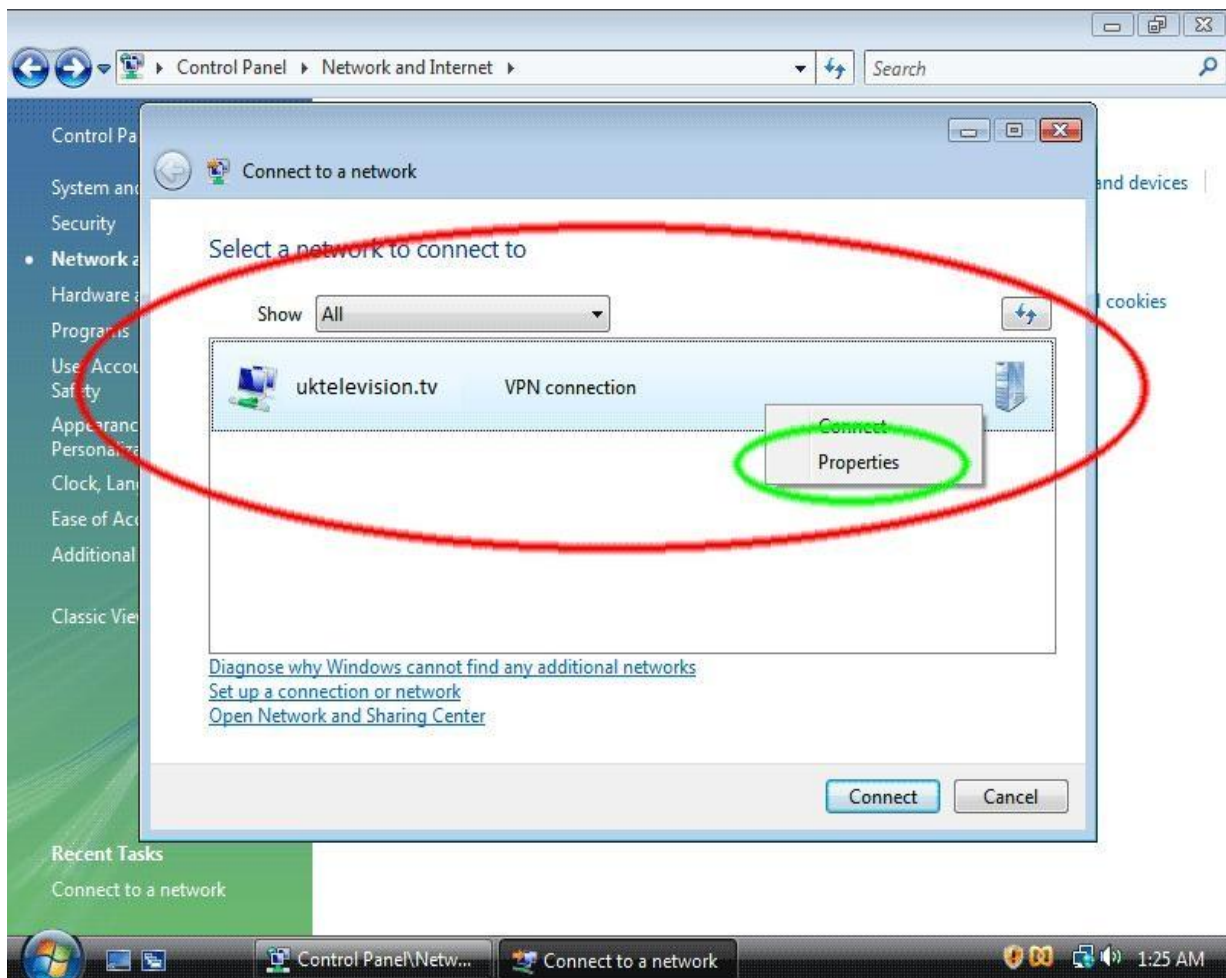 Control Panel Network and Internet
Search
Control Pa
System and
Security
Network a
Hardware a
Programs
User Accou
Safety
Appearanc
Personaliza
Clock, Lan
Ease of Acc
Additional
Classic Vie
Recent Tasks
Connect to a network
and devices
cookies
Connect to a network
Select a network to connect to
Show All
uktelevision.tv VPN connection
Connect
Properties
Diagnose why Windows cannot find any additional networks
Set up a connection or network
Open Network and Sharing Center
Connect Cancel
Control Panel\Netw... Connect to a network 1:25 AM